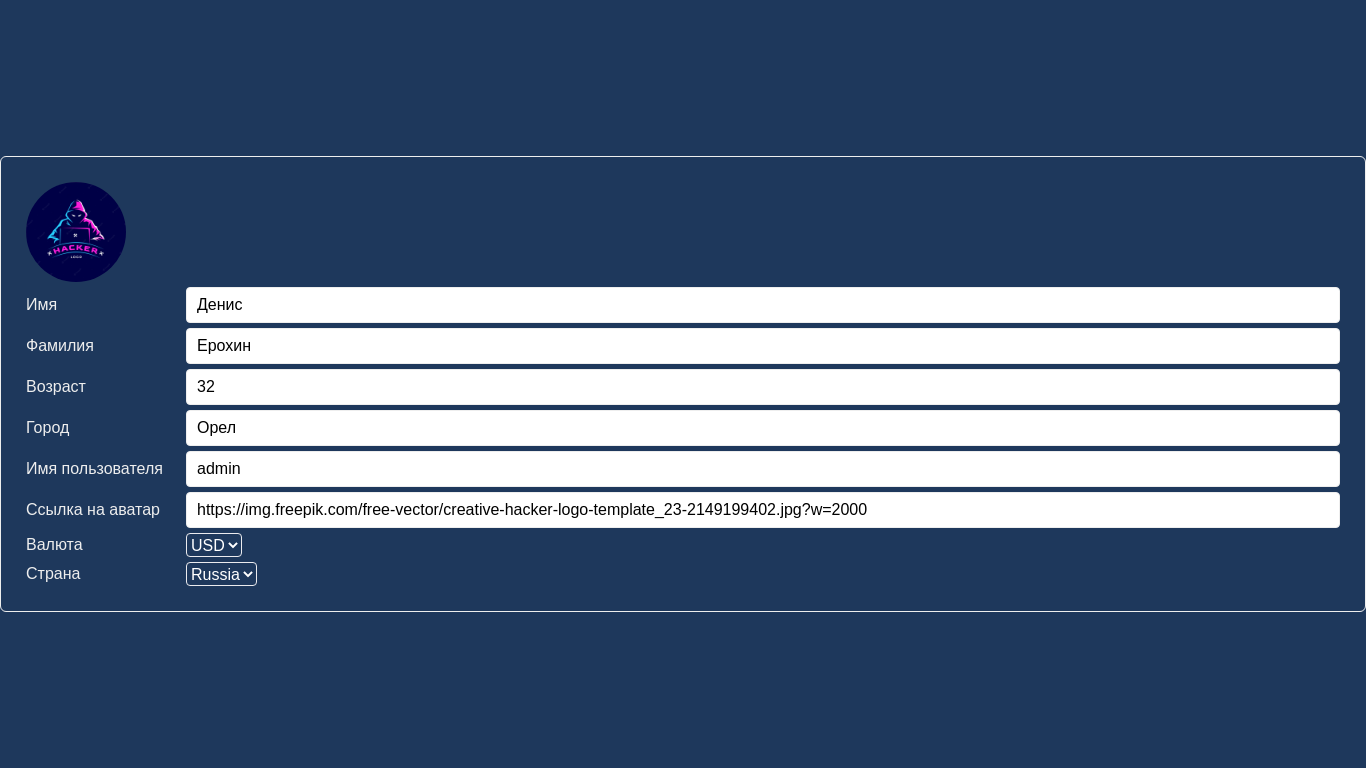 HACKER
LOGO
Имя Денис
Фамилия Ерохин
Возраст 32
Город Орел
Имя пользователя admin
Ссылка на аватар https://img.freepik.com/free-vector/creative-hacker-logo-template_23-2149199402.jpg?w=2000
Валюта USD
Страна Russia